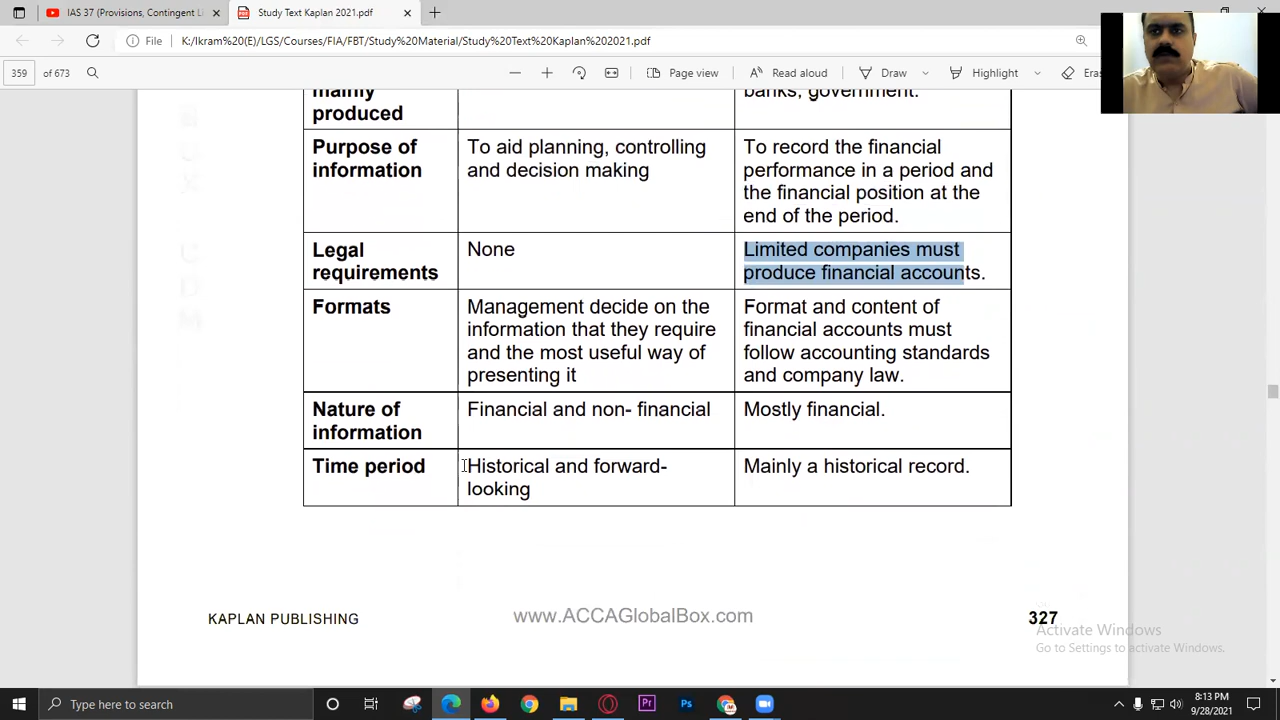 IAS 37 (Provisions, Contingent Li
Study Text Kaplan 2021.pdf
File
K:/Ikram%20(E)/LGS/Courses/FIA/FBT/Study%20Material/Study%20Text%20Kaplan%202021.pdf
359
of 673
Page view
Read aloud
Draw
Highlight
Eras
mainly
produced
banks, government.
Purpose of
information
To aid planning, controlling
and decision making
To record the financial
performance in a period and
the financial position at the
end of the period.
Legal
requirements
None
Limited companies must
produce financial accounts.
Formats
Management decide on the
information that they require
and the most useful way of
presenting it
Format and content of
financial accounts must
follow accounting standards
and company law.
Nature of
information
Financial and non- financial
Mostly financial.
Time period
Historical and forward-
looking
Mainly a historical record.
KAPLAN PUBLISHING
www.ACCAGlobalBox.com
327
Activate Windows
Go to Settings to activate Windows.
Type here to search
Pr
Ps
8:13 PM
9/28/2021